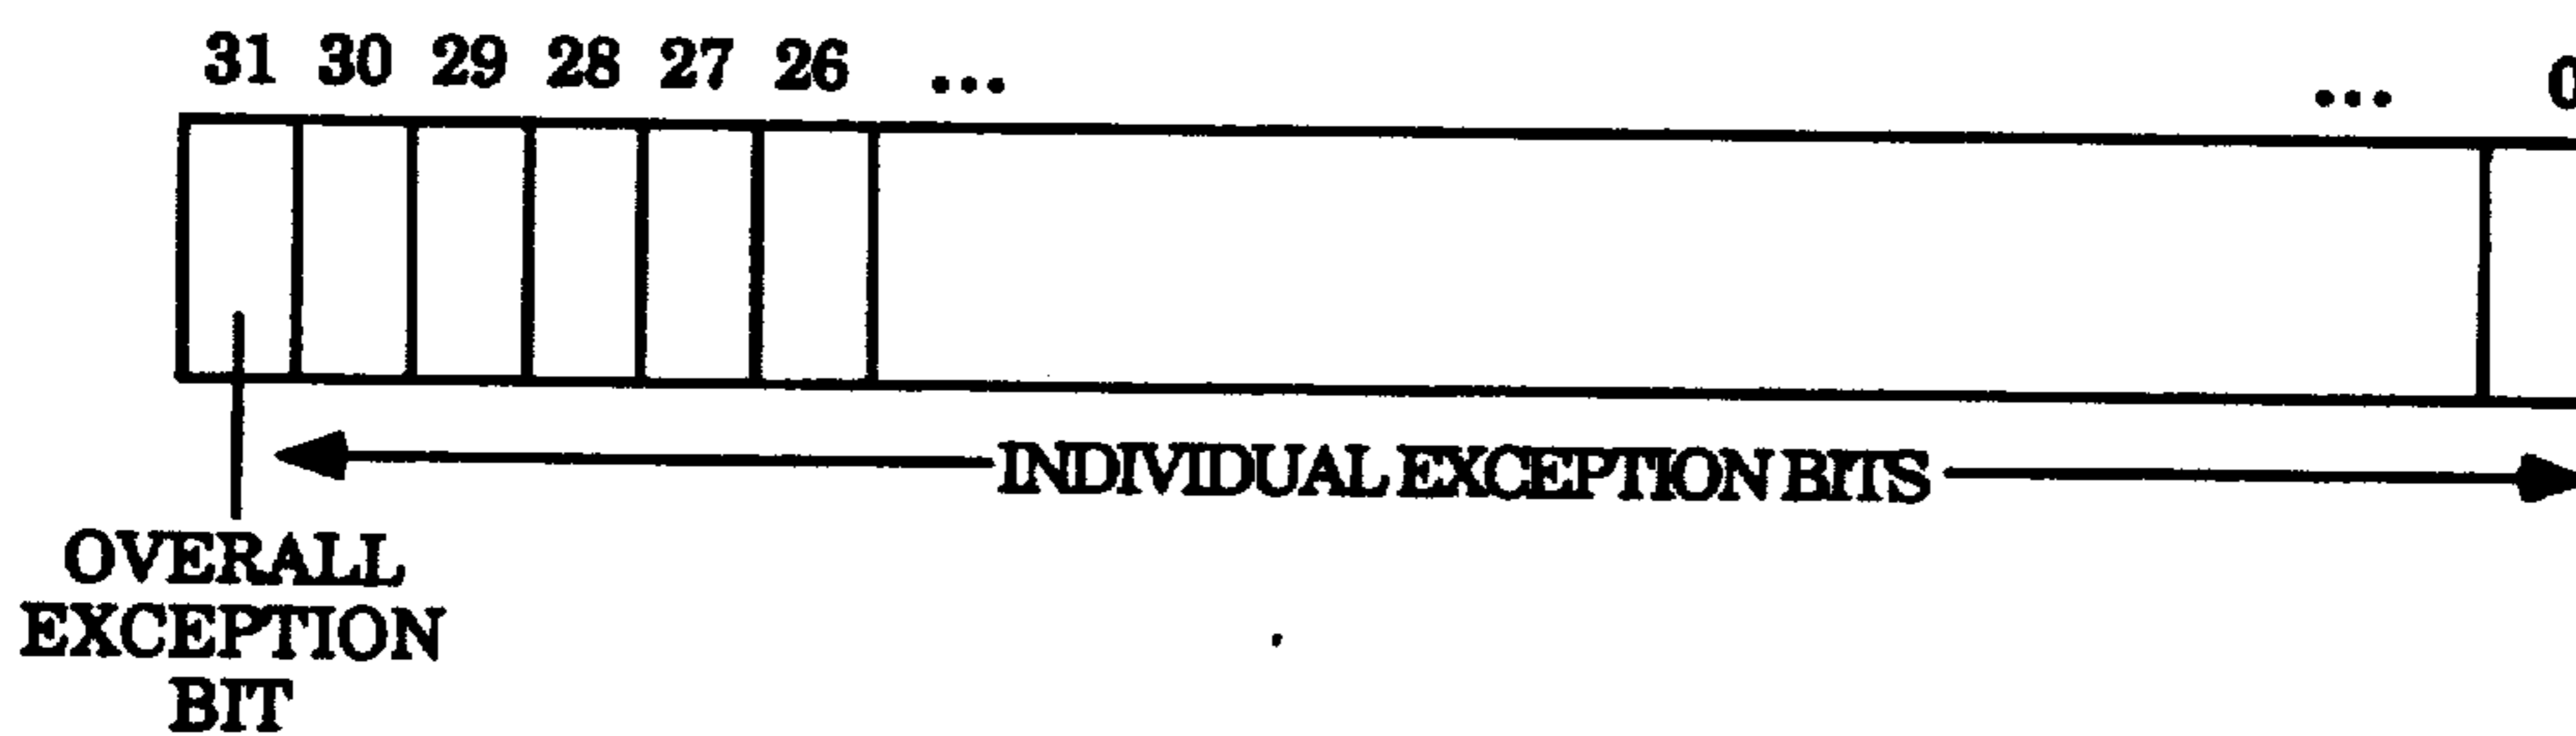 31 30 29 28 27 26 ... ... 0
INDIVIDUAL EXCEPTION BITS
OVERALL
EXCEPTION
BIT